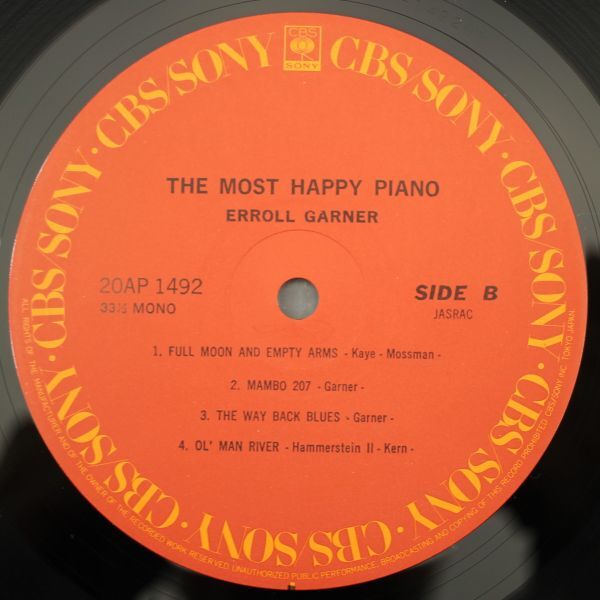 CBS
SONY
CBS/SONY · CBS/SONY · CBS/SONY · CBS/SONY · CBS/SONY · CBS/SONY · CBS/SONY
THE MOST HAPPY PIANO
ERROLL GARNER
20AP 1492
33⅓ MONO
SIDE B
JASRAC
1. FULL MOON AND EMPTY ARMS - Kaye - Mossman -
2. MAMBO 207 - Garner -
3. THE WAY BACK BLUES - Garner -
4. OL' MAN RIVER - Hammerstein II - Kern -
ALL RIGHTS OF THE MANUFACTURER AND OF THE OWNER OF THE RECORDED WORK RESERVED. UNAUTHORIZED PUBLIC PERFORMANCE, BROADCASTING AND COPYING OF THIS RECORD PROHIBITED CBS/SONY INC. TOKYO JAPAN.